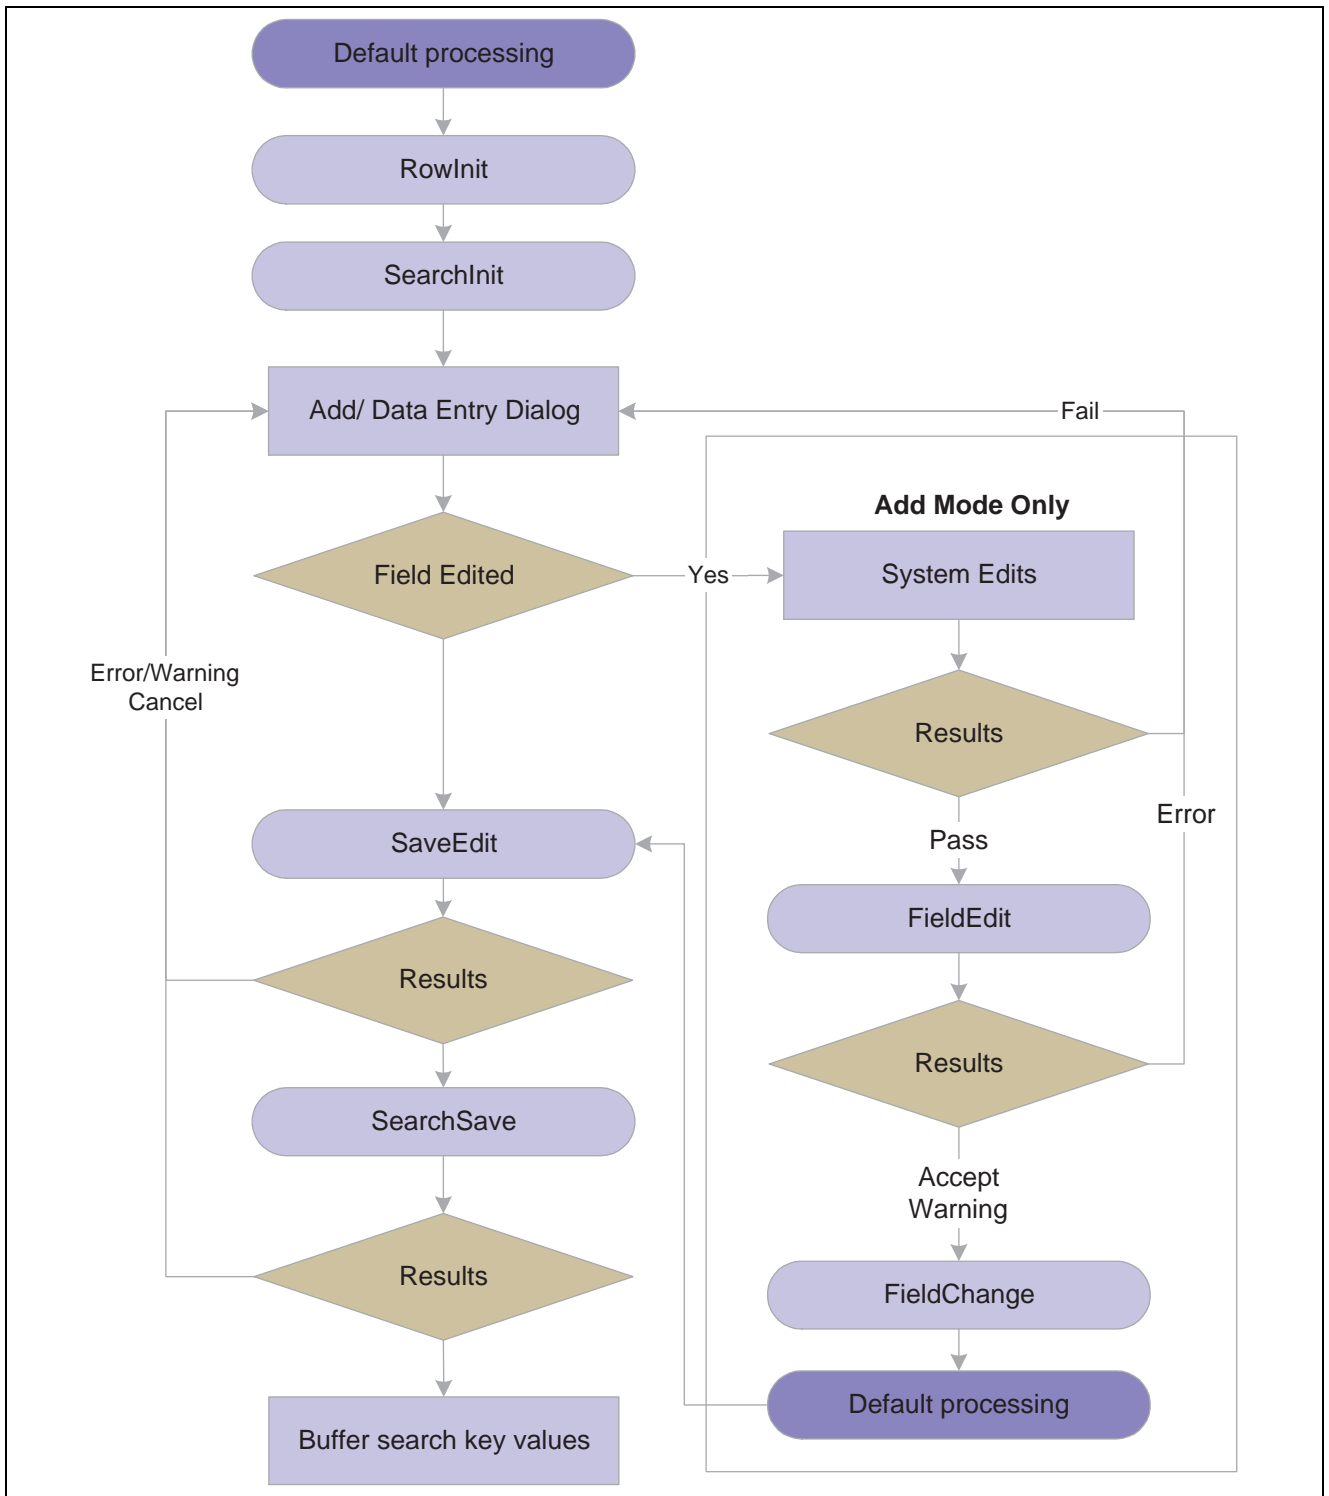 Default processing
RowInit
SearchInit
Add/ Data Entry Dialog
Fail
Add Mode Only
Field Edited
Yes
System Edits
Error/Warning
Cancel
Results
Error
Pass
SaveEdit
FieldEdit
Results
Results
SearchSave
Accept
Warning
Results
FieldChange
Default processing
Buffer search key values